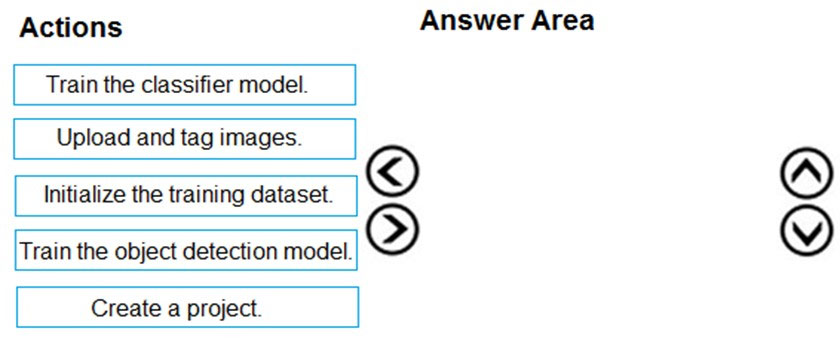 Actions
Answer Area
Train the classifier model.
Upload and tag images.
Initialize the training dataset.
Train the object detection model.
Create a project.